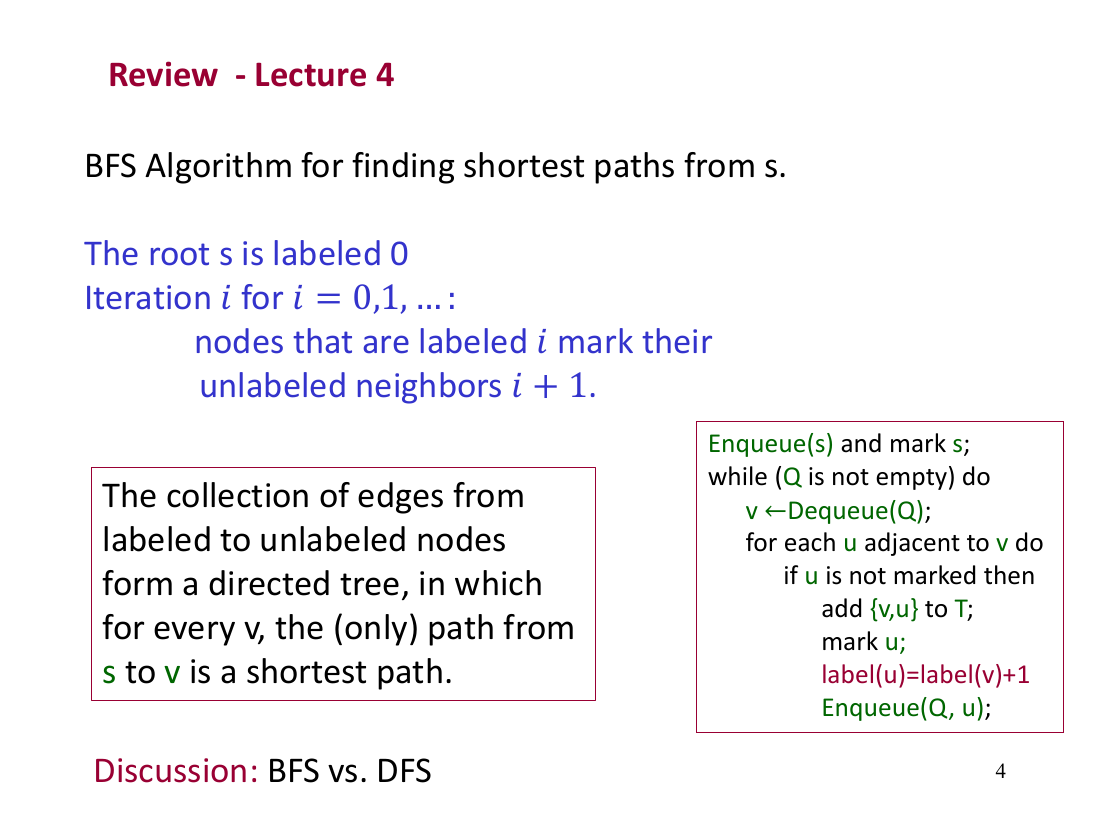 Review - Lecture 4
BFS Algorithm for finding shortest paths from s.
The root s is labeled 0
Iteration 𝑖 for 𝑖 = 0,1, … :
nodes that are labeled 𝑖 mark their
unlabeled neighbors 𝑖 + 1.
The collection of edges from
labeled to unlabeled nodes
form a directed tree, in which
for every v, the (only) path from
s to v is a shortest path.
Enqueue(s) and mark s;
while (Q is not empty) do
v ←Dequeue(Q);
for each u adjacent to v do
if u is not marked then
add {v,u} to T;
mark u;
label(u)=label(v)+1
Enqueue(Q, u);
Discussion: BFS vs. DFS
4